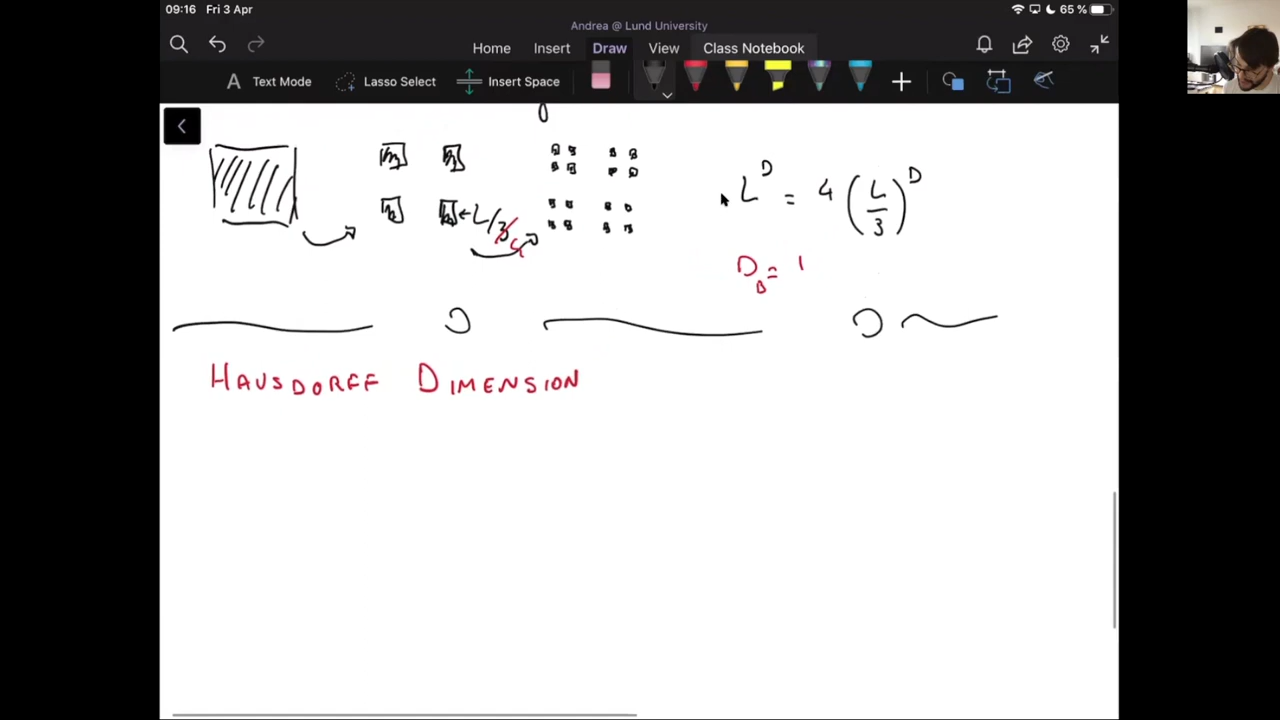 09:16 Fri 3 Apr
65 %
Andrea @ Lund University
Home Insert Draw View Class Notebook
A Text Mode Lasso Select Insert Space
L^D = 4 (L/3)^D
L/3 4
D_B = 1
HAUSDORFF DIMENSION